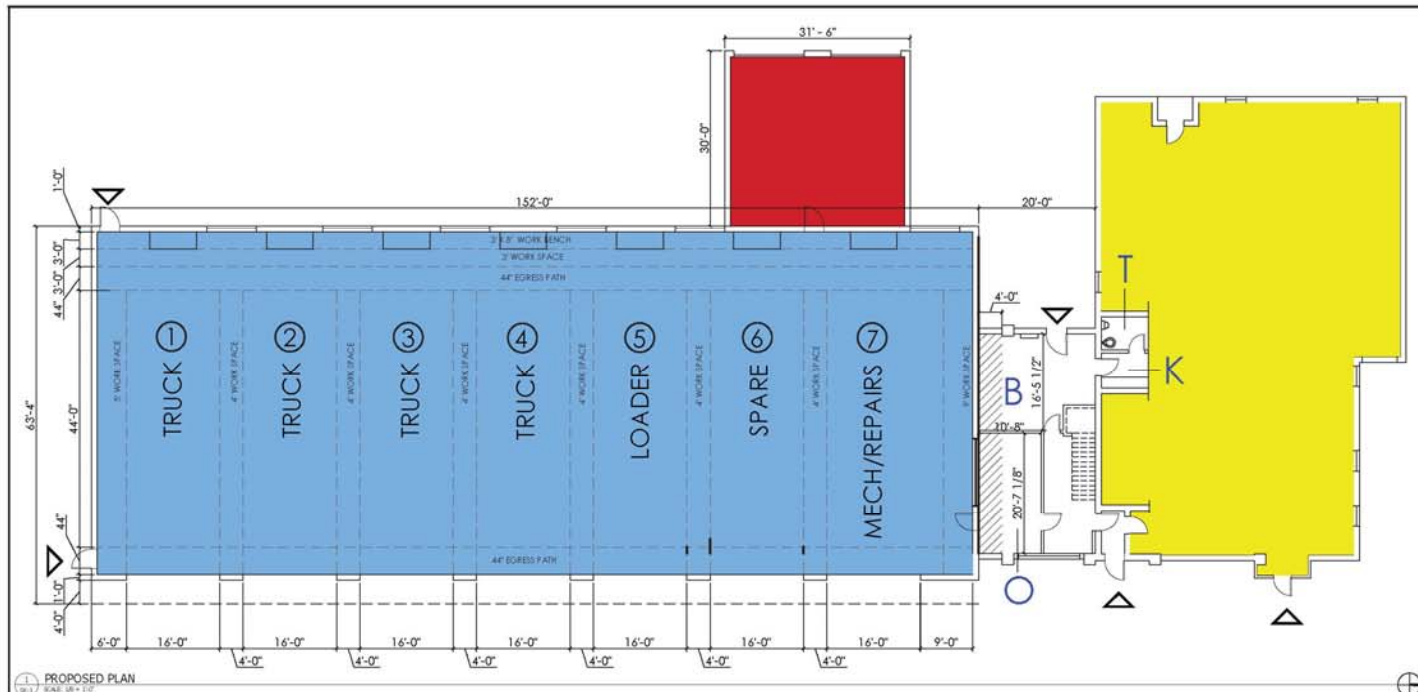 31' - 6"
30'-0"
1'-0"
152'-0"
20'-0"
3'-0"
3'-0"
44"
3' X 8' WORK BENCH
3' WORK SPACE
44" EGRESS PATH
4'-0"
T
K
B
O
16'-5 1/2"
10'-8"
20'-7 1/8"
63'-4"
44'-0"
44"
1'-0"
4'-0"
5' WORK SPACE
1
TRUCK
4' WORK SPACE
2
TRUCK
4' WORK SPACE
3
TRUCK
4' WORK SPACE
4
TRUCK
4' WORK SPACE
5
LOADER
4' WORK SPACE
6
SPARE
4' WORK SPACE
7
MECH/REPAIRS
WORK SPACE
44" EGRESS PATH
6'-0"
16'-0"
4'-0"
16'-0"
4'-0"
16'-0"
4'-0"
16'-0"
4'-0"
16'-0"
4'-0"
16'-0"
4'-0"
16'-0"
9'-0"
1
PROPOSED PLAN